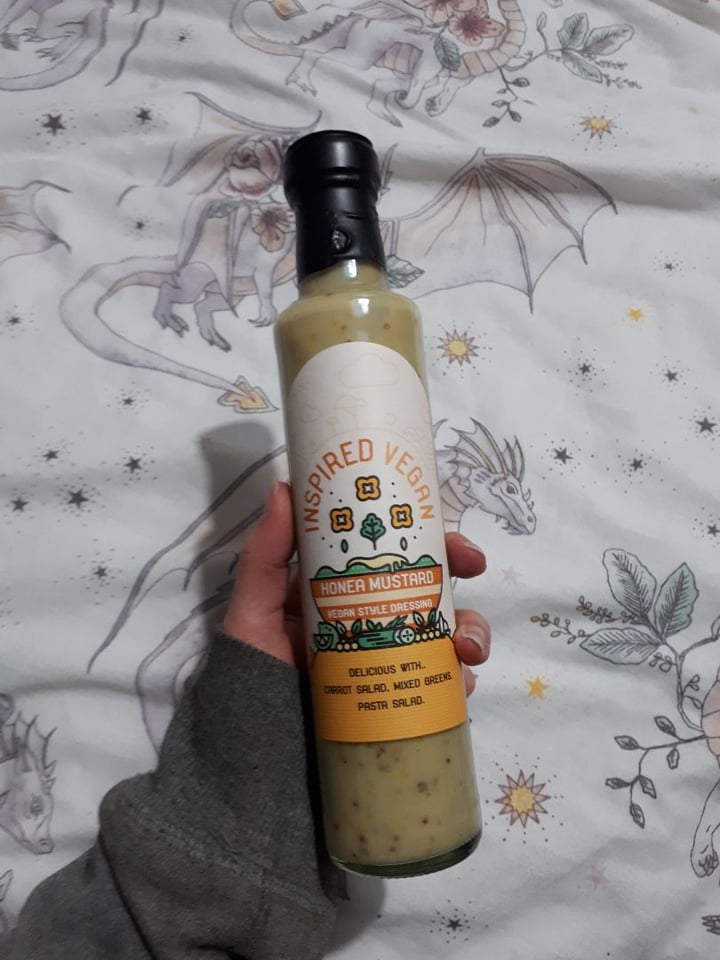 INSPIRED VEGAN
HONEA MUSTARD
VEGAN STYLE DRESSING
DELICIOUS WITH..
CARROT SALAD, MIXED GREENS,
PASTA SALAD.